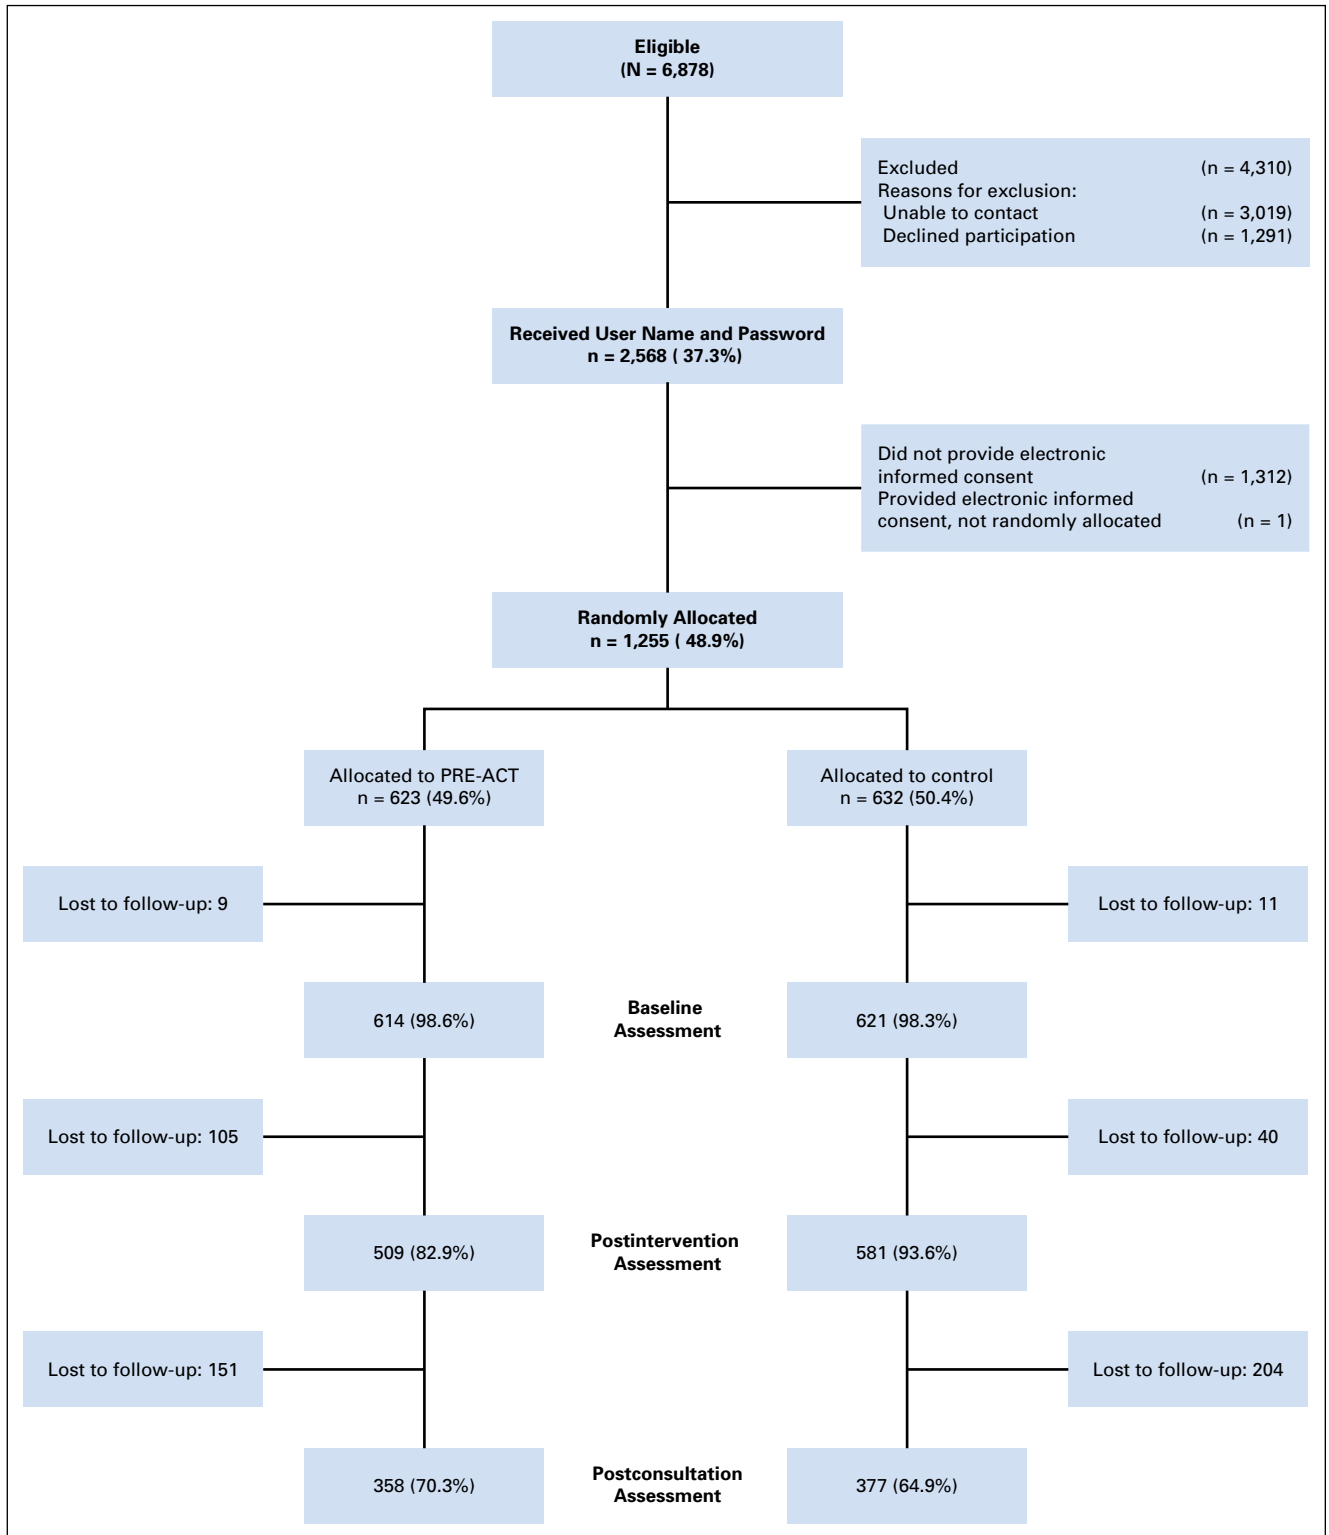 Eligible
(N = 6,878)
Excluded (n = 4,310)
Reasons for exclusion:
Unable to contact (n = 3,019)
Declined participation (n = 1,291)
Received User Name and Password
n = 2,568 ( 37.3%)
Did not provide electronic
informed consent (n = 1,312)
Provided electronic informed
consent, not randomly allocated (n = 1)
Randomly Allocated
n = 1,255 ( 48.9%)
Allocated to PRE-ACT
n = 623 (49.6%)
Allocated to control
n = 632 (50.4%)
Lost to follow-up: 9
Lost to follow-up: 11
614 (98.6%)
Baseline
Assessment
621 (98.3%)
Lost to follow-up: 105
Lost to follow-up: 40
509 (82.9%)
Postintervention
Assessment
581 (93.6%)
Lost to follow-up: 151
Lost to follow-up: 204
358 (70.3%)
Postconsultation
Assessment
377 (64.9%)